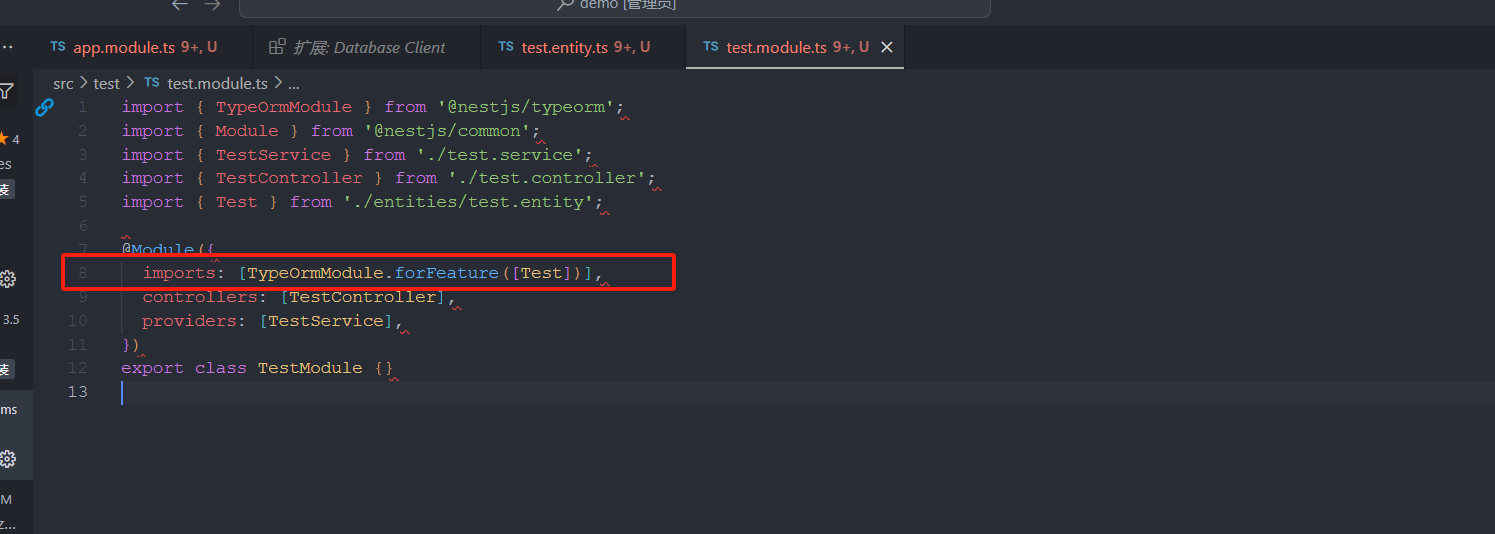 demo [管理员]
TS app.module.ts 9+, U
扩展: Database Client
TS test.entity.ts 9+, U
TS test.module.ts 9+, U
src > test > TS test.module.ts > ...
1 import { TypeOrmModule } from '@nestjs/typeorm';
2 import { Module } from '@nestjs/common';
3 import { TestService } from './test.service';
4 import { TestController } from './test.controller';
5 import { Test } from './entities/test.entity';
6
7 @Module({
8 imports: [TypeOrmModule.forFeature([Test])],
9 controllers: [TestController],
10 providers: [TestService],
11 })
12 export class TestModule {}
13
4
es
3.5
ms
M
z...